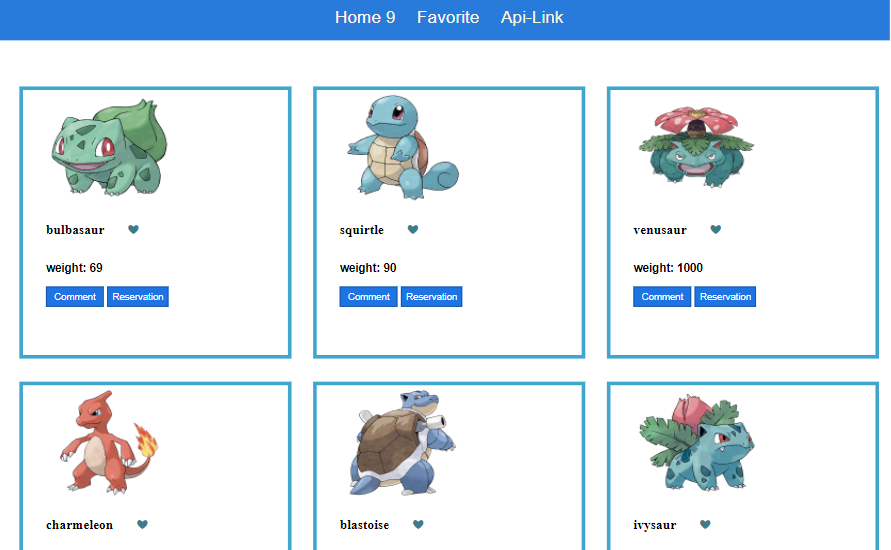 Home 9 Favorite Api-Link
bulbasaur
weight: 69
Comment Reservation
squirtle
weight: 90
Comment Reservation
venusaur
weight: 1000
Comment Reservation
charmeleon
blastoise
ivysaur